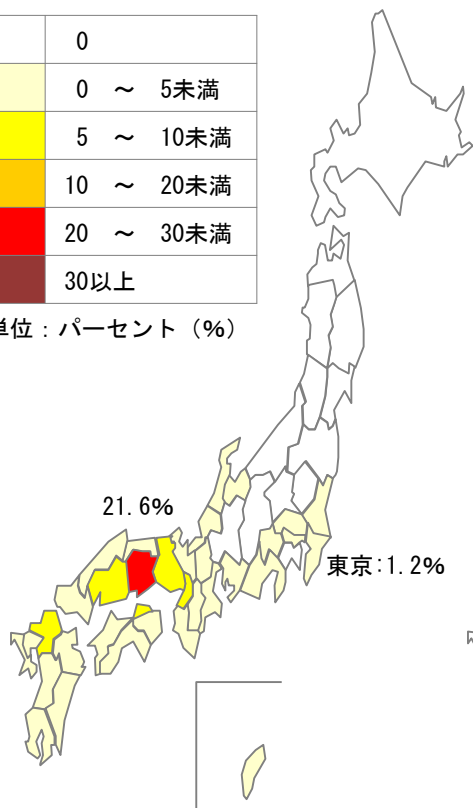 0
0 ～ 5未満
5 ～ 10未満
10 ～ 20未満
20 ～ 30未満
30以上
単位：パーセント（%）
21.6%
東京：1.2%